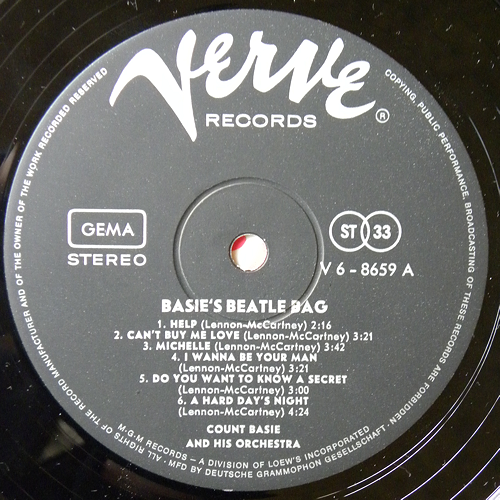 Verve
RECORDS
®
MANUFACTURER AND OF THE OWNER OF THE WORK RECORDED RESERVED
COPYING, PUBLIC PERFORMANCE, BROADCASTING OF THESE RECORDS ARE FORBIDDEN
GEMA
STEREO
ST 33
V 6 - 8659 A
BASIE'S BEATLE BAG
1. HELP (Lennon-McCartney) 2:16
2. CAN'T BUY ME LOVE (Lennon-McCartney) 3:21
3. MICHELLE (Lennon-McCartney) 3:42
4. I WANNA BE YOUR MAN
(Lennon-McCartney) 3:21
5. DO YOU WANT TO KNOW A SECRET
(Lennon-McCartney) 3:00
6. A HARD DAY'S NIGHT
(Lennon-McCartney) 4:24
COUNT BASIE
AND HIS ORCHESTRA
M-G-M RECORDS - A DIVISION OF LOEW'S INCORPORATED
ALL RIGHTS OF THE RECORD
MFD BY DEUTSCHE GRAMMOPHON GESELLSCHAFT.